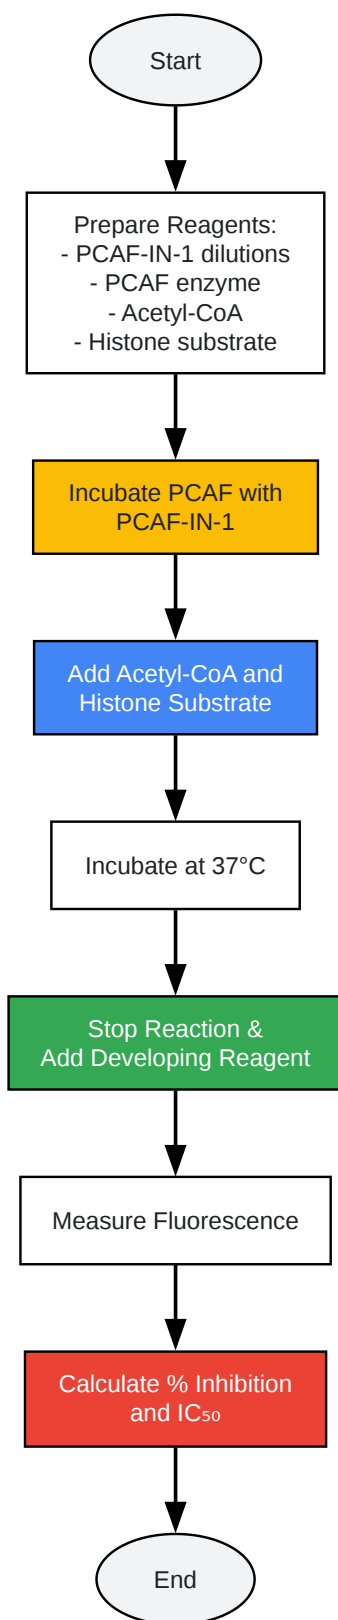 Start
Prepare Reagents:
- PCAF-IN-1 dilutions
- PCAF enzyme
- Acetyl-CoA
- Histone substrate
Incubate PCAF with
PCAF-IN-1
Add Acetyl-CoA and
Histone Substrate
Incubate at 37°C
Stop Reaction &
Add Developing Reagent
Measure Fluorescence
Calculate % Inhibition
and IC₅₀
End